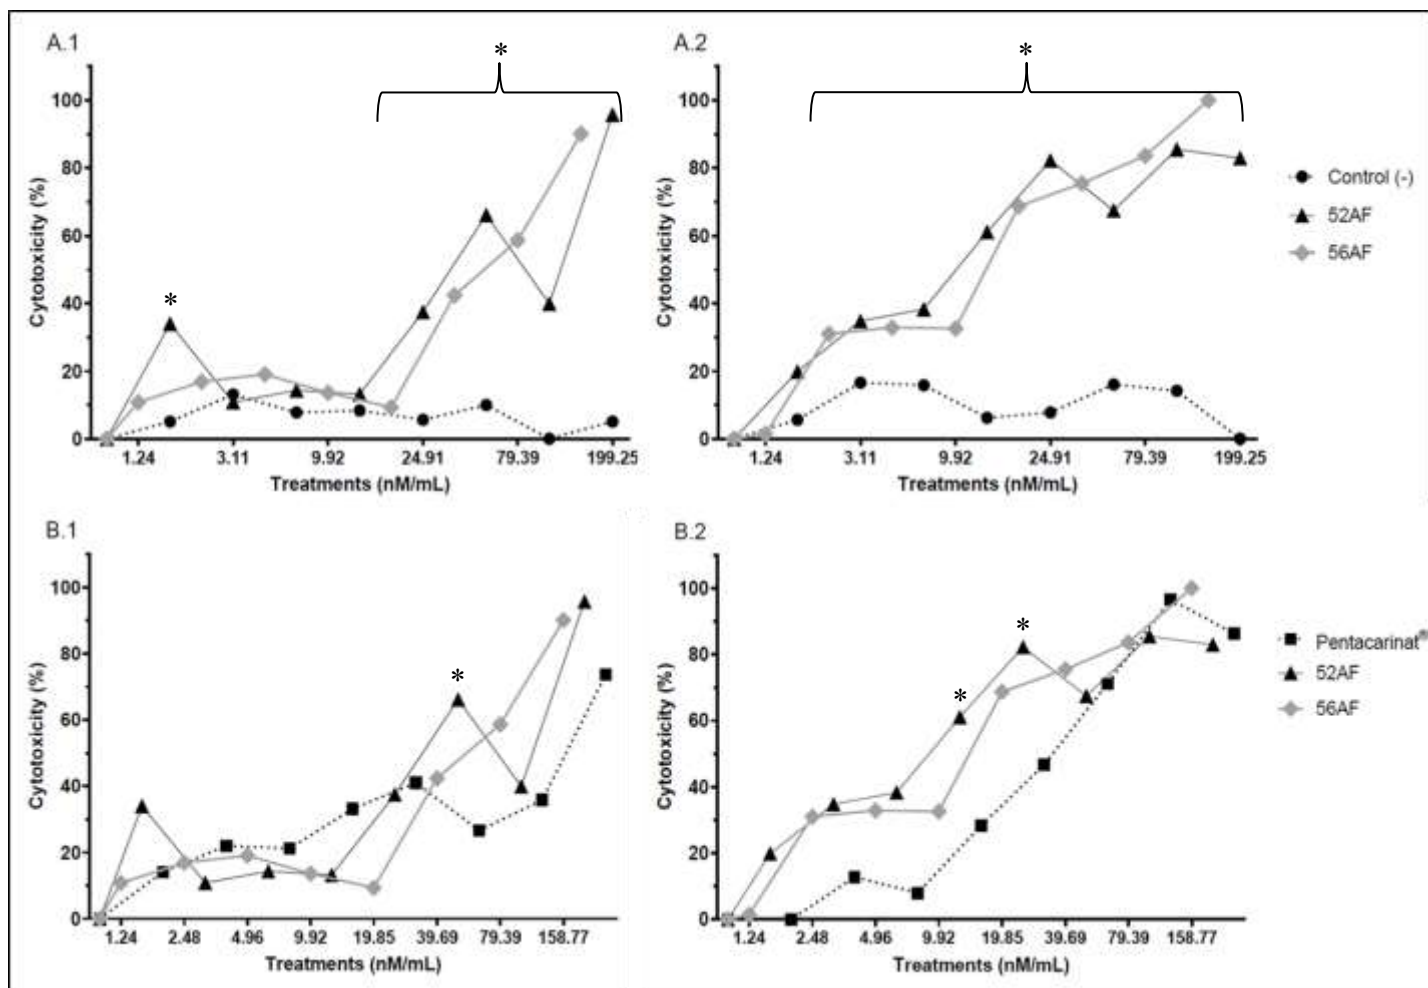 A.1
*
*
Cytotoxicity (%)
100
80
60
40
20
0
1.24 3.11 9.92 24.91 79.39 199.25
Treatments (nM/mL)
A.2
*
Cytotoxicity (%)
100
80
60
40
20
0
1.24 3.11 9.92 24.91 79.39 199.25
Treatments (nM/mL)
Control (-)
52AF
56AF
B.1
*
Cytotoxicity (%)
100
80
60
40
20
0
1.24 2.48 4.96 9.92 19.85 39.69 79.39 158.77
Treatments (nM/mL)
B.2
*
*
Cytotoxicity (%)
100
80
60
40
20
0
1.24 2.48 4.96 9.92 19.85 39.69 79.39 158.77
Treatments (nM/mL)
Pentacarinat®
52AF
56AF